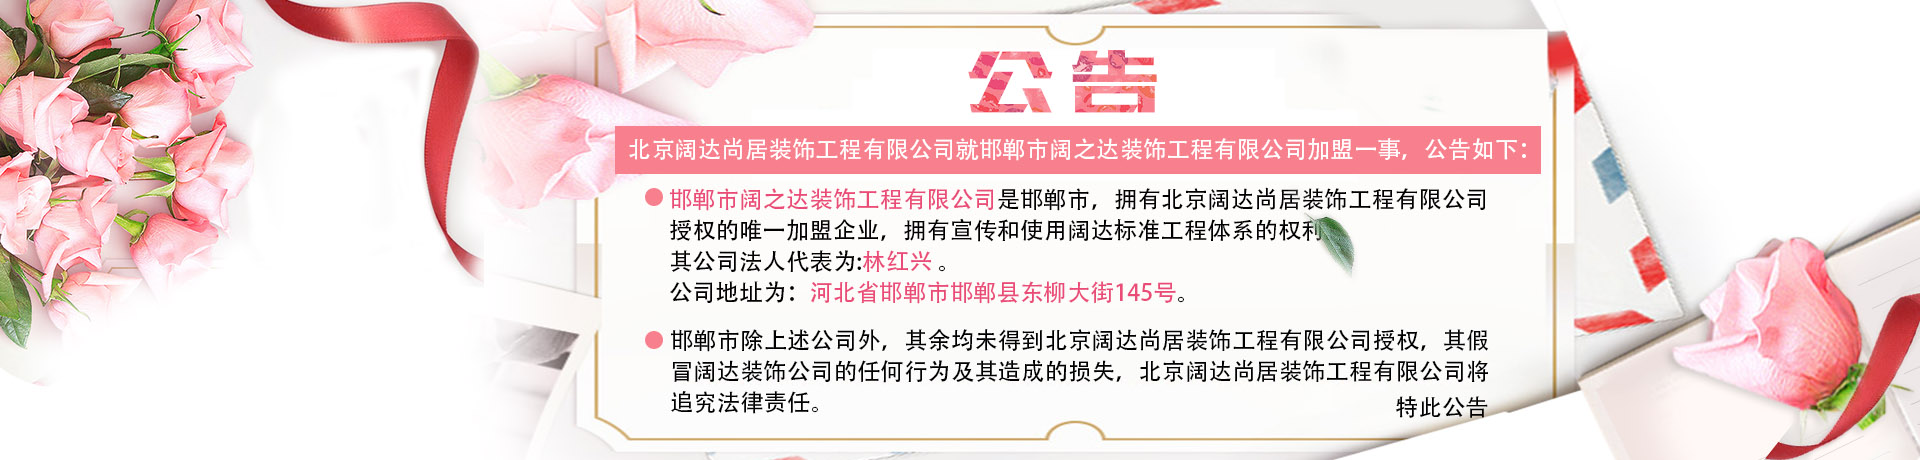 公告
北京阔达尚居装饰工程有限公司就邯郸市阔之达装饰工程有限公司加盟一事，公告如下：
邯郸市阔之达装饰工程有限公司是邯郸市，拥有北京阔达尚居装饰工程有限公司
授权的唯一加盟企业，拥有宣传和使用阔达标准工程体系的权利
其公司法人代表为:林红兴。
公司地址为：河北省邯郸市邯郸县东柳大街145号。
邯郸市除上述公司外，其余均未得到北京阔达尚居装饰工程有限公司授权，其假
冒阔达装饰公司的任何行为及其造成的损失，北京阔达尚居装饰工程有限公司将
追究法律责任。
特此公告